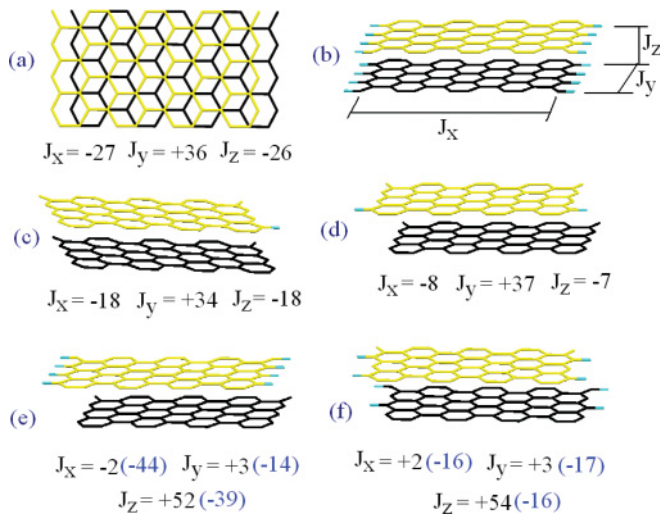 (a)
J_x = -27 J_y = +36 J_z = -26
(b)
J_z
J_y
J_x
(c)
J_x = -18 J_y = +34 J_z = -18
(d)
J_x = -8 J_y = +37 J_z = -7
(e)
J_x = -2(-44) J_y = +3(-14)
J_z = +52(-39)
(f)
J_x = +2(-16) J_y = +3(-17)
J_z = +54(-16)